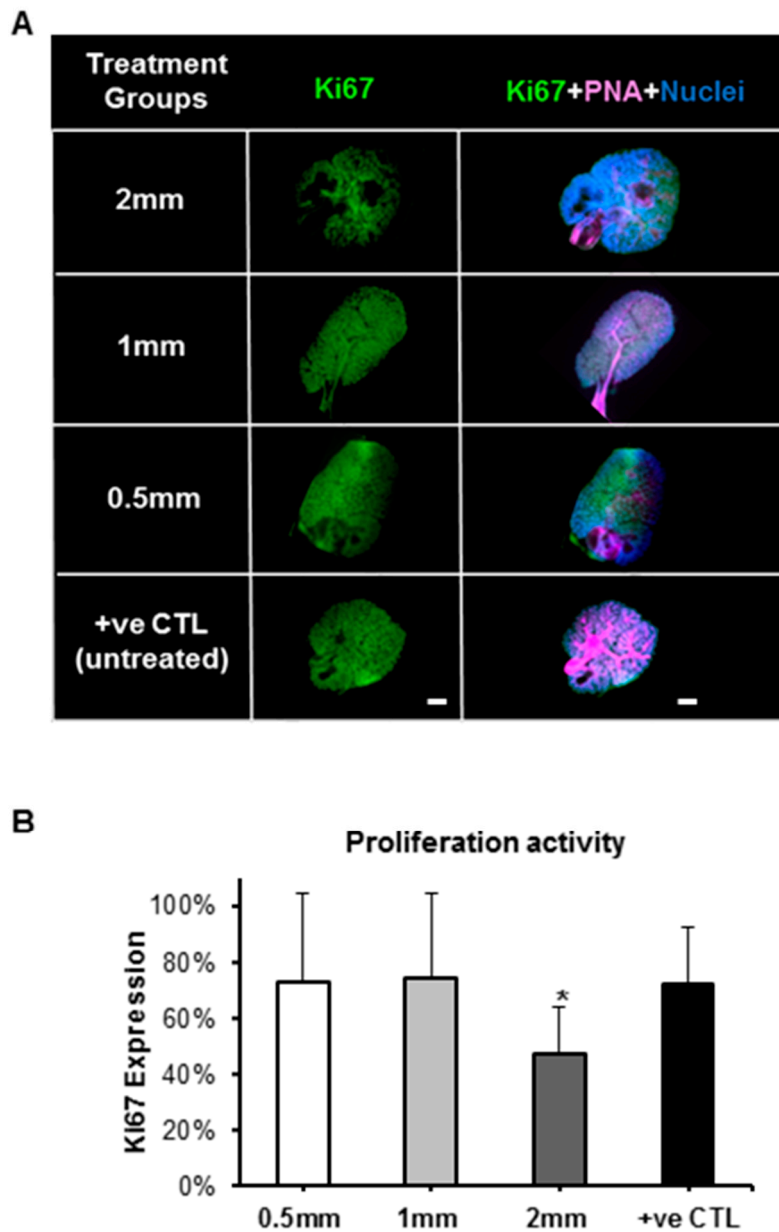 A
Treatment Groups
Ki67
Ki67+PNA+Nuclei
2mm
1mm
0.5mm
+ve CTL
(untreated)
B
Proliferation activity
Ki67 Expression
100%
80%
60%
40%
20%
0%
*
0.5mm
1mm
2mm
+ve CTL